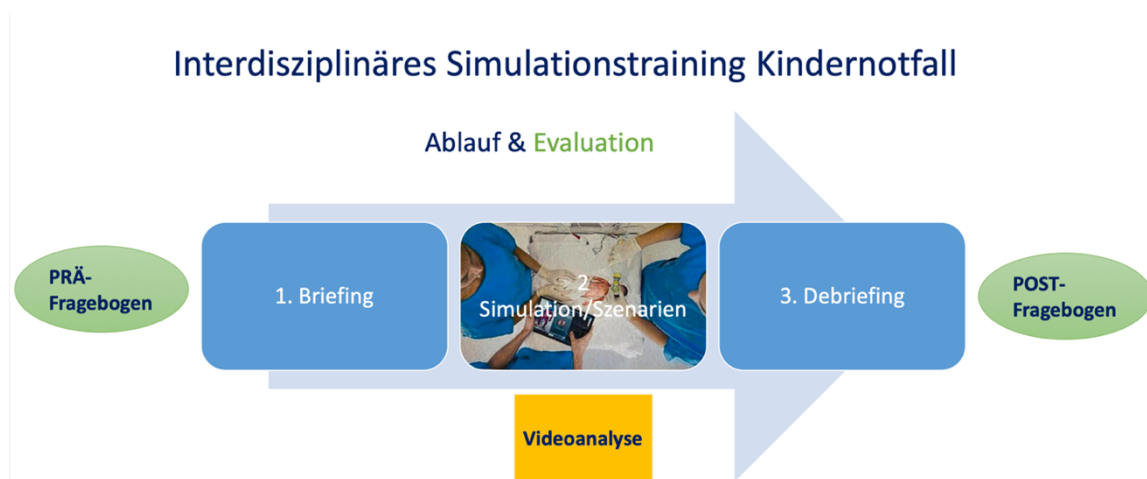 Interdisziplinäres Simulationstraining Kindernotfall
Ablauf & Evaluation
PRÄ-
Fragebogen
1. Briefing
2.
Simulation/Szenarien
3. Debriefing
POST-
Fragebogen
Videoanalyse